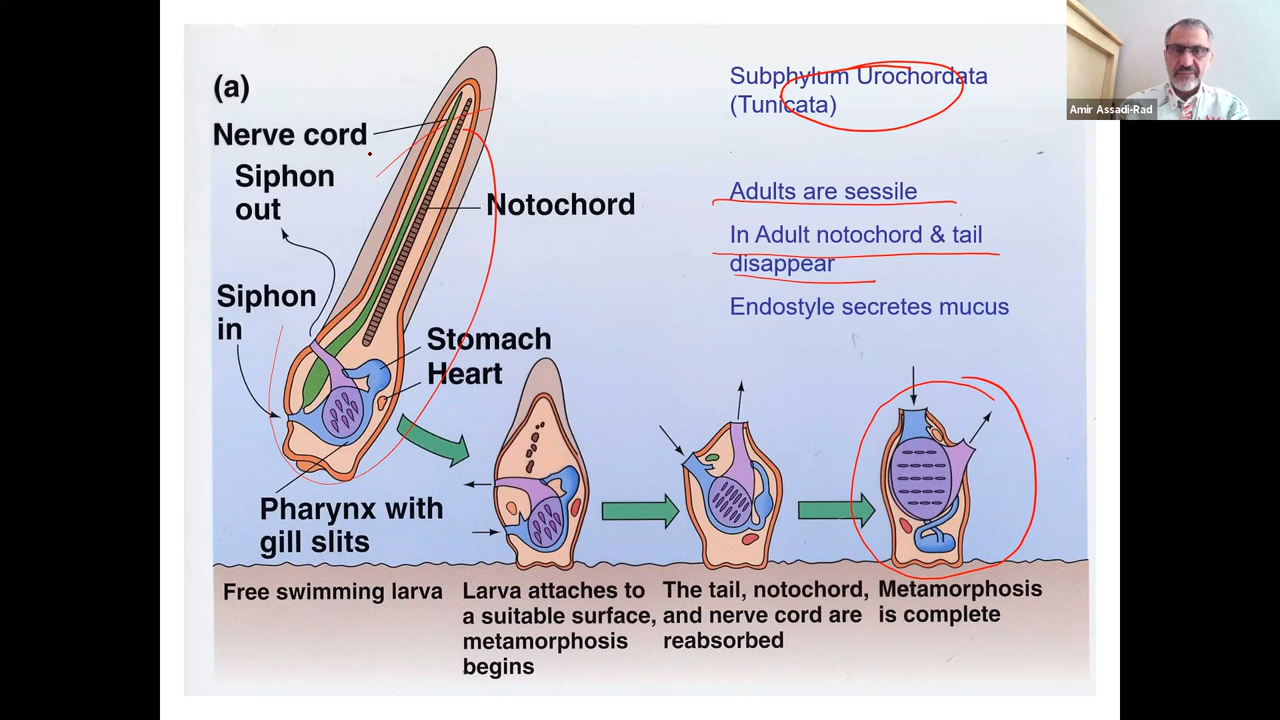 (a)
Nerve cord
Siphon
out
Notochord
Siphon
in
Stomach
Heart
Pharynx with
gill slits
Free swimming larva
Larva attaches to
a suitable surface,
metamorphosis
begins
The tail, notochord,
and nerve cord are
reabsorbed
Metamorphosis
is complete
Subphylum Urochordata
(Tunicata)
Adults are sessile
In Adult notochord & tail
disappear
Endostyle secretes mucus
Amir Assadi-Rad